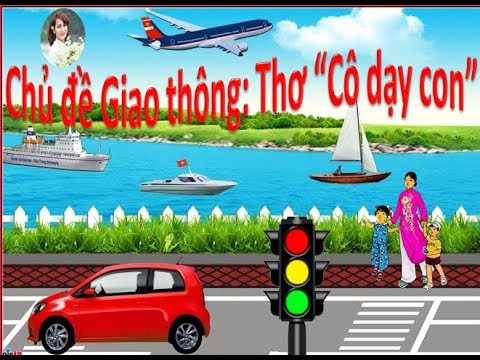 Chủ đề Giao thông: Thơ “Cô dạy con”